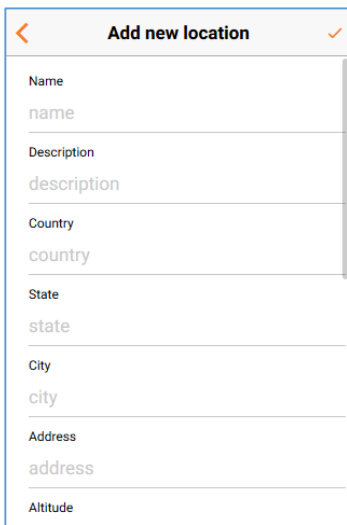 Add new location
Name
name
Description
description
Country
country
State
state
City
city
Address
address
Altitude